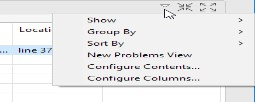 Locati
Show >
Group By >
Sort By >
... line 37
New Problems View
Configure Contents...
Configure Columns...